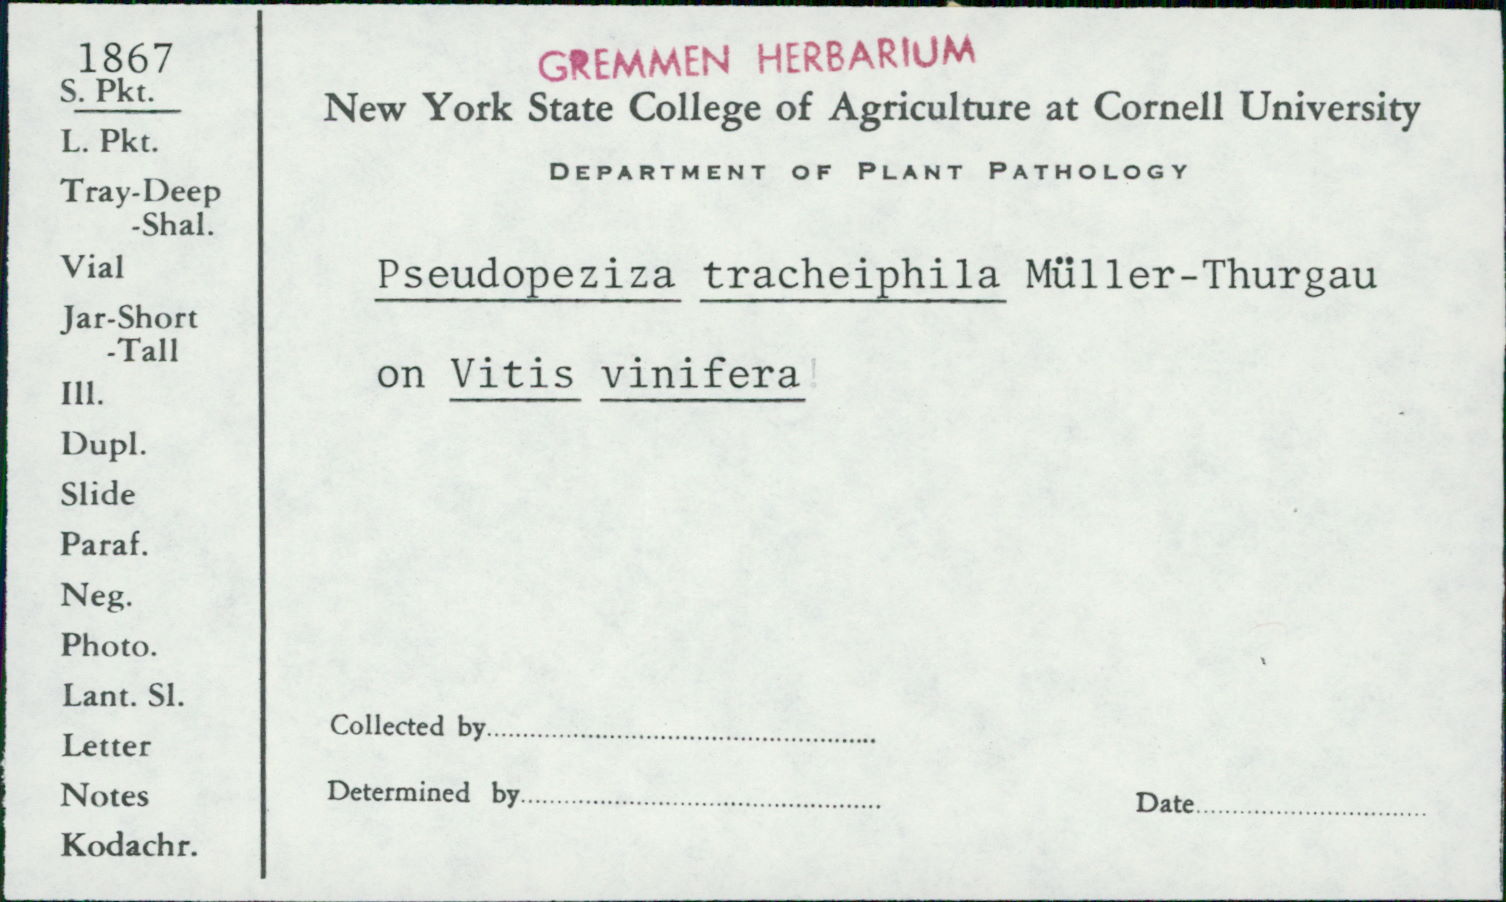 1867
S. Pkt.
L. Pkt.
Tray-Deep
-Shal.
Vial
Jar-Short
-Tall
Ill.
Dupl.
Slide
Paraf.
Neg.
Photo.
Lant. Sl.
Letter
Notes
Kodachr.
GREMMEN HERBARIUM
New York State College of Agriculture at Cornell University
DEPARTMENT OF PLANT PATHOLOGY
Pseudopeziza tracheiphila Müller-Thurgau
on Vitis vinifera
Collected by
Determined by
Date